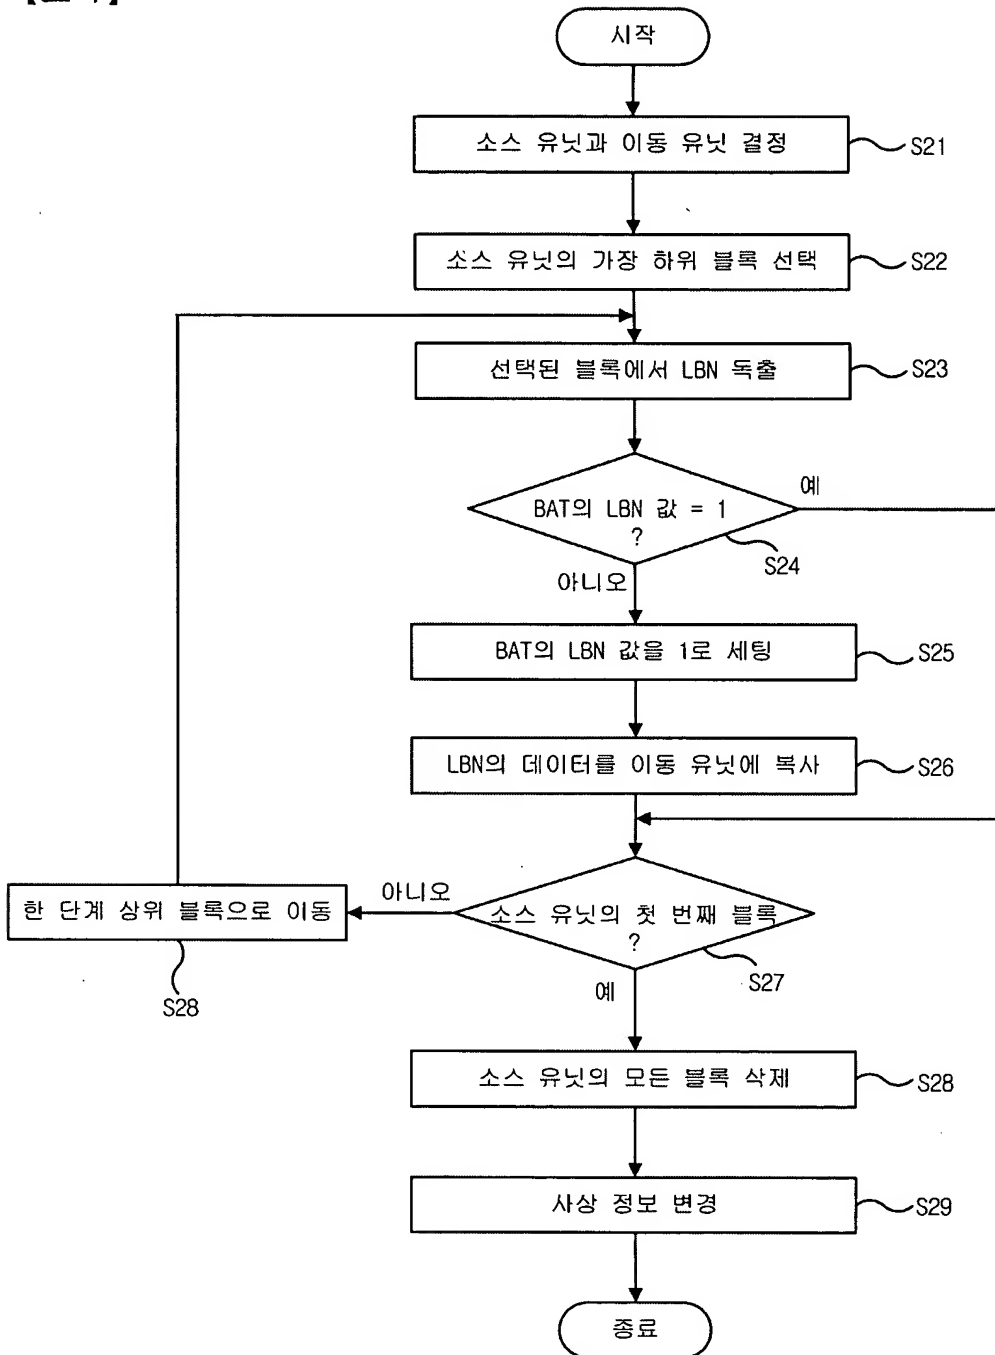 시작
소스 유닛과 이동 유닛 결정
S21
소스 유닛의 가장 하위 블록 선택
S22
선택된 블록에서 LBN 독출
S23
예
BAT의 LBN 값 = 1
?
S24
아니오
BAT의 LBN 값을 1로 세팅
S25
LBN의 데이터를 이동 유닛에 복사
S26
아니오
한 단계 상위 블록으로 이동
소스 유닛의 첫 번째 블록
?
S27
S28
예
소스 유닛의 모든 블록 삭제
S28
사상 정보 변경
S29
종료